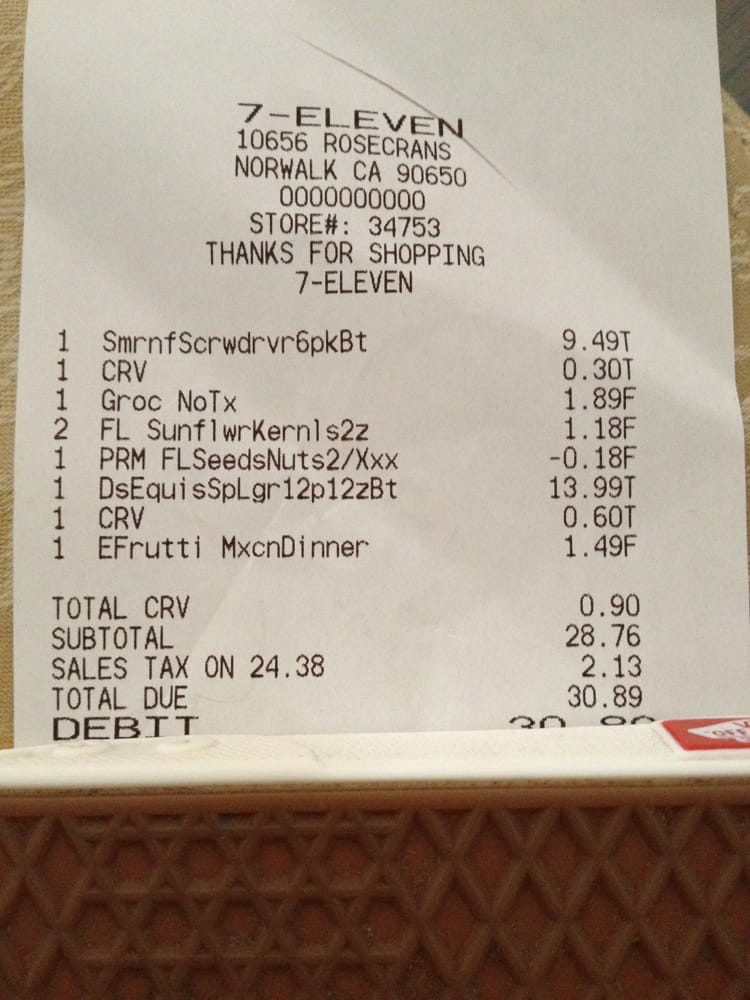 7-ELEVEN
10656 ROSECRANS
NORWALK CA 90650
0000000000
STORE#: 34753
THANKS FOR SHOPPING
7-ELEVEN
1 SmrnfScrwdrvr6pkBt 9.49T
1 CRV 0.30T
1 Groc NoTx 1.89F
2 FL SunflwrKernls2z 1.18F
1 PRM FLSeedsNuts2/Xxx -0.18F
1 DsEquisSpLgr12p12zBt 13.99T
1 CRV 0.60T
1 EFrutti MxcnDinner 1.49F
TOTAL CRV 0.90
SUBTOTAL 28.76
SALES TAX ON 24.38 2.13
TOTAL DUE 30.89
DEBIT